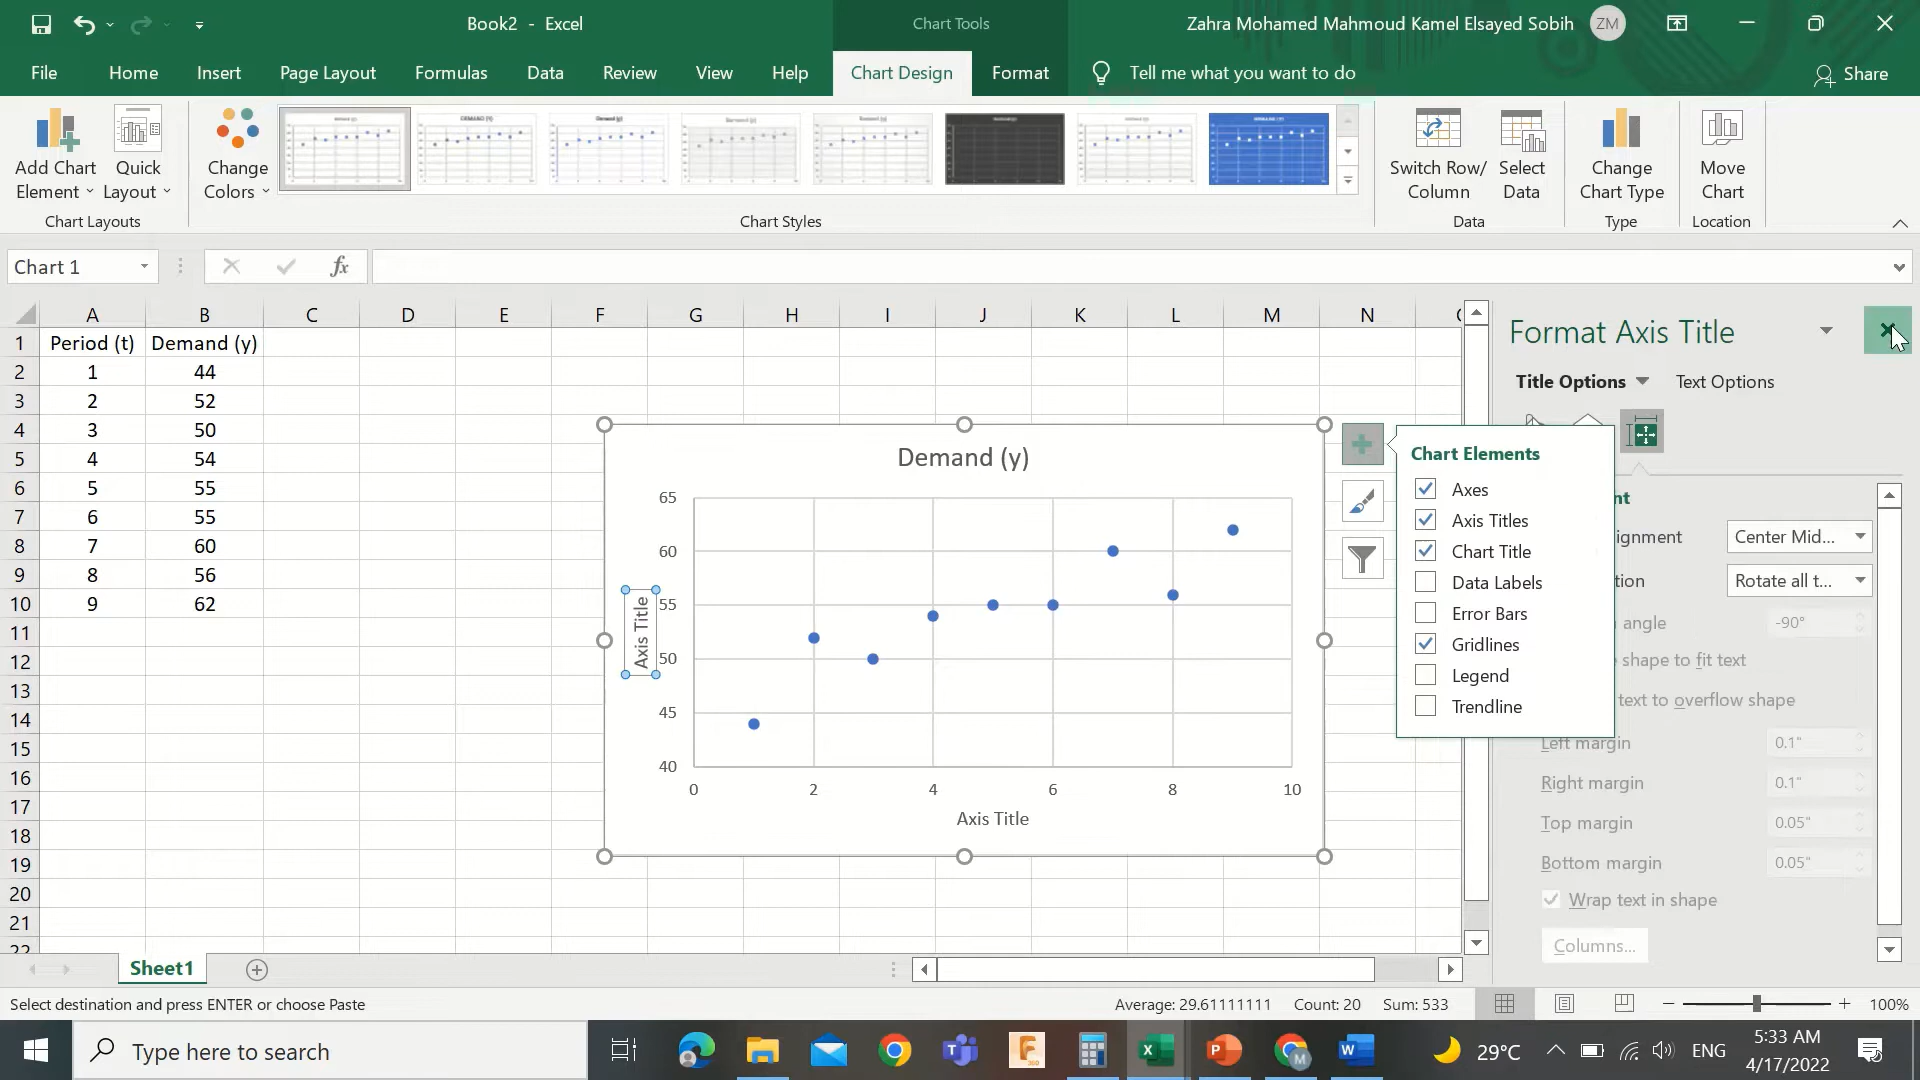 Book2 - Excel
Chart Tools
Zahra Mohamed Mahmoud Kamel Elsayed Sobih
ZM
File
Home
Insert
Page Layout
Formulas
Data
Review
View
Help
Chart Design
Format
Tell me what you want to do
Share
Add Chart
Element
Quick
Layout
Chart Layouts
Change
Colors
Chart Styles
Switch Row/
Column
Select
Data
Data
Change
Chart Type
Type
Move
Chart
Location
Chart 1
fx
A B C D E F G H I J K L M N
1 Period (t) Demand (y)
2 1 44
3 2 52
4 3 50
5 4 54
6 5 55
7 6 55
8 7 60
9 8 56
10 9 62
11
12
13
14
15
16
17
18
19
20
21
22
Demand (y)
65
60
55
50
45
40
Axis Title
0 2 4 6 8 10
Axis Title
Chart Elements
Axes
Axis Titles
Chart Title
Data Labels
Error Bars
Gridlines
Legend
Trendline
Format Axis Title
Title Options
Text Options
nt
ignment
Center Mid...
tion
Rotate all t...
angle
-90°
shape to fit text
text to overflow shape
Left margin
0.1"
Right margin
0.1"
Top margin
0.05"
Bottom margin
0.05"
Wrap text in shape
Columns...
Sheet1
Select destination and press ENTER or choose Paste
Average: 29.61111111
Count: 20
Sum: 533
100%
Type here to search
29°C
ENG
5:33 AM
4/17/2022